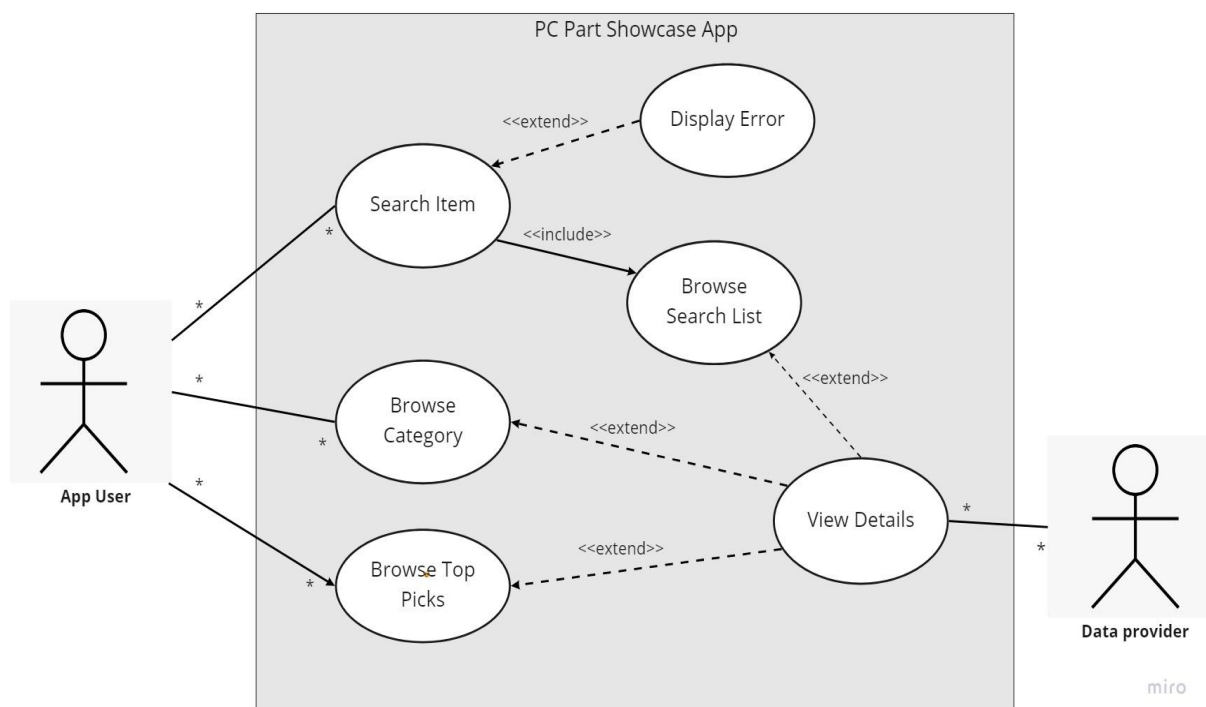 PC Part Showcase App
Display Error
<<extend>>
Search Item
*
<<include>>
Browse
Search List
*
<<extend>>
*
Browse
Category
<<extend>>
*
App User
*
View Details
*
*
Data provider
<<extend>>
*
Browse Top
*
Picks
miro